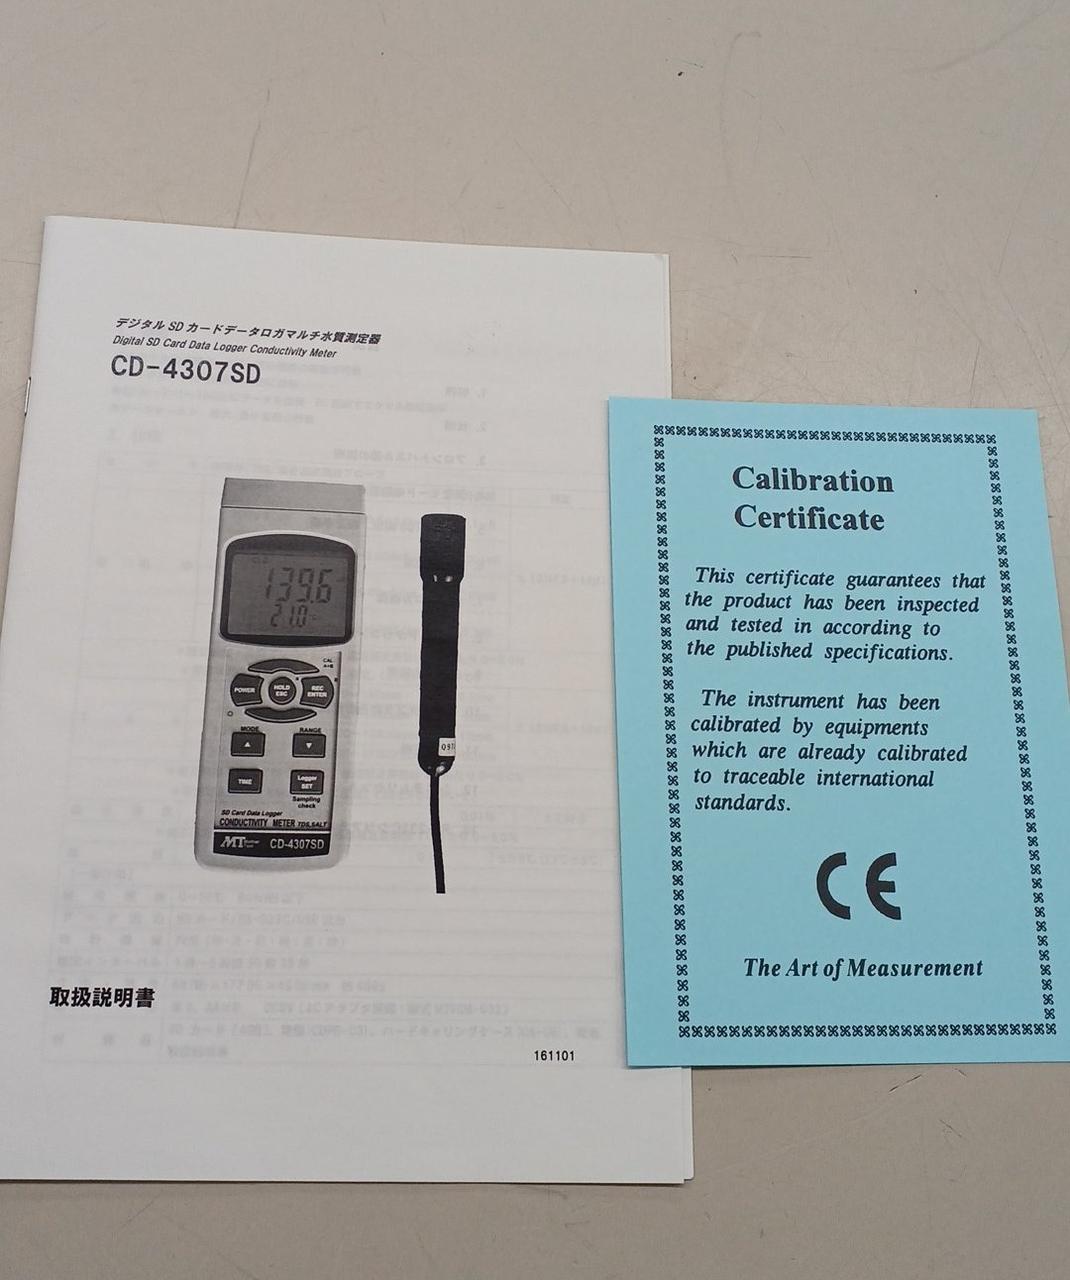 デジタル SD カードデータロガマルチ水質測定器
Digital SD Card Data Logger Conductivity Meter
CD-4307SD
139.6
21.0
CAL
POWER
HOLD
ESC
REC
ENTER
MODE
RANGE
▲
▼
TIME
Logger
SET
Sampling
check
SD Card Data Logger
CONDUCTIVITY METER TDS,SALT
MT
CD-4307SD
取扱説明書
161101
Calibration
Certificate
This certificate guarantees that
the product has been inspected
and tested in according to
the published specifications.
The instrument has been
calibrated by equipments
which are already calibrated
to traceable international
standards.
CE
The Art of Measurement